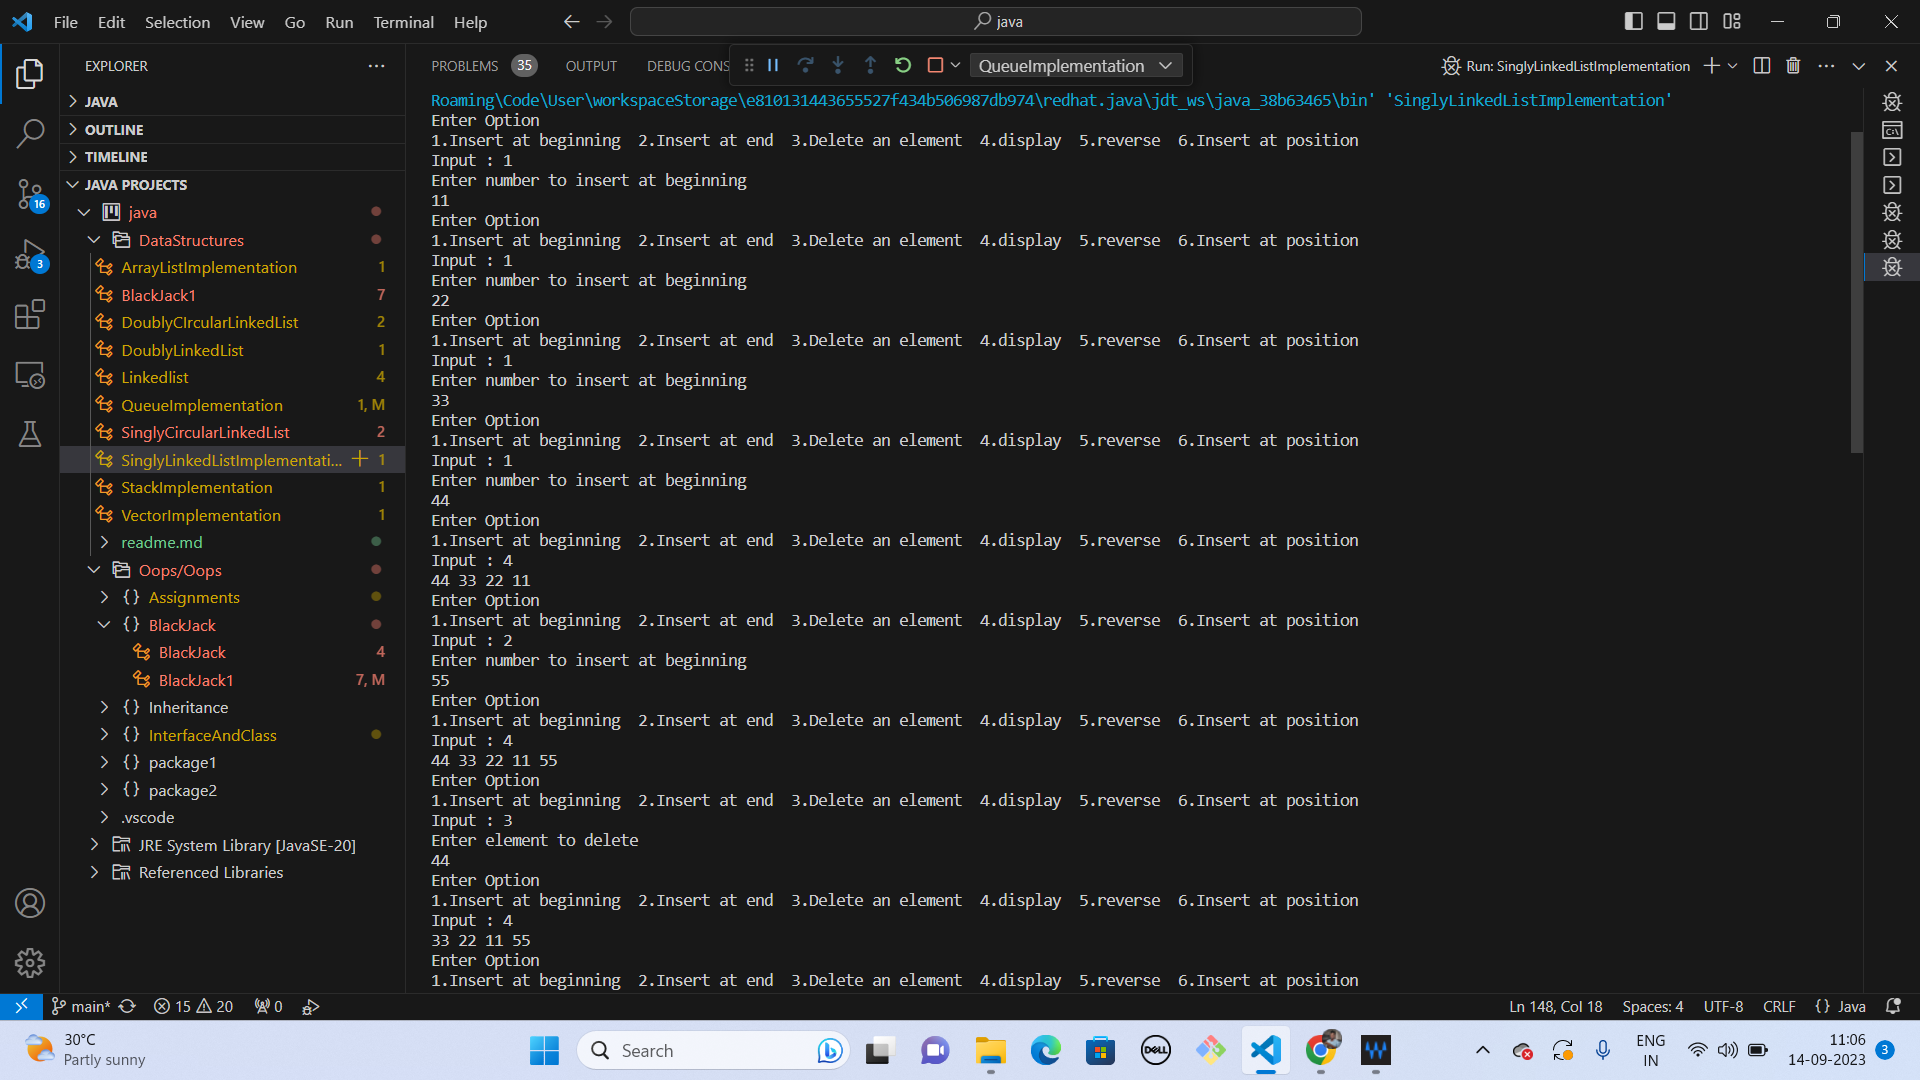 File Edit Selection View Go Run Terminal Help
java
EXPLORER
JAVA
OUTLINE
TIMELINE
JAVA PROJECTS
java
DataStructures
ArrayListImplementation 1
BlackJack1 7
DoublyCIrcularLinkedList 2
DoublyLinkedList 1
Linkedlist 4
QueueImplementation 1, M
SinglyCircularLinkedList 2
SinglyLinkedListImplementati... 1
StackImplementation 1
VectorImplementation 1
readme.md
Oops/Oops
Assignments
BlackJack
BlackJack 4
BlackJack1 7, M
Inheritance
InterfaceAndClass
package1
package2
.vscode
JRE System Library [JavaSE-20]
Referenced Libraries
16
3
PROBLEMS 35 OUTPUT DEBUG CONS
QueueImplementation
Run: SinglyLinkedListImplementation
Roaming\Code\User\workspaceStorage\e810131443655527f434b506987db974\redhat.java\jdt_ws\java_38b63465\bin' 'SinglyLinkedListImplementation'
Enter Option
1.Insert at beginning 2.Insert at end 3.Delete an element 4.display 5.reverse 6.Insert at position
Input : 1
Enter number to insert at beginning
11
Enter Option
1.Insert at beginning 2.Insert at end 3.Delete an element 4.display 5.reverse 6.Insert at position
Input : 1
Enter number to insert at beginning
22
Enter Option
1.Insert at beginning 2.Insert at end 3.Delete an element 4.display 5.reverse 6.Insert at position
Input : 1
Enter number to insert at beginning
33
Enter Option
1.Insert at beginning 2.Insert at end 3.Delete an element 4.display 5.reverse 6.Insert at position
Input : 1
Enter number to insert at beginning
44
Enter Option
1.Insert at beginning 2.Insert at end 3.Delete an element 4.display 5.reverse 6.Insert at position
Input : 4
44 33 22 11
Enter Option
1.Insert at beginning 2.Insert at end 3.Delete an element 4.display 5.reverse 6.Insert at position
Input : 2
Enter number to insert at beginning
55
Enter Option
1.Insert at beginning 2.Insert at end 3.Delete an element 4.display 5.reverse 6.Insert at position
Input : 4
44 33 22 11 55
Enter Option
1.Insert at beginning 2.Insert at end 3.Delete an element 4.display 5.reverse 6.Insert at position
Input : 3
Enter element to delete
44
Enter Option
1.Insert at beginning 2.Insert at end 3.Delete an element 4.display 5.reverse 6.Insert at position
Input : 4
33 22 11 55
Enter Option
1.Insert at beginning 2.Insert at end 3.Delete an element 4.display 5.reverse 6.Insert at position
main* 15 20 0
Ln 148, Col 18 Spaces: 4 UTF-8 CRLF {} Java
30°C
Partly sunny
Search
DELL
ENG
IN
11:06
14-09-2023
3